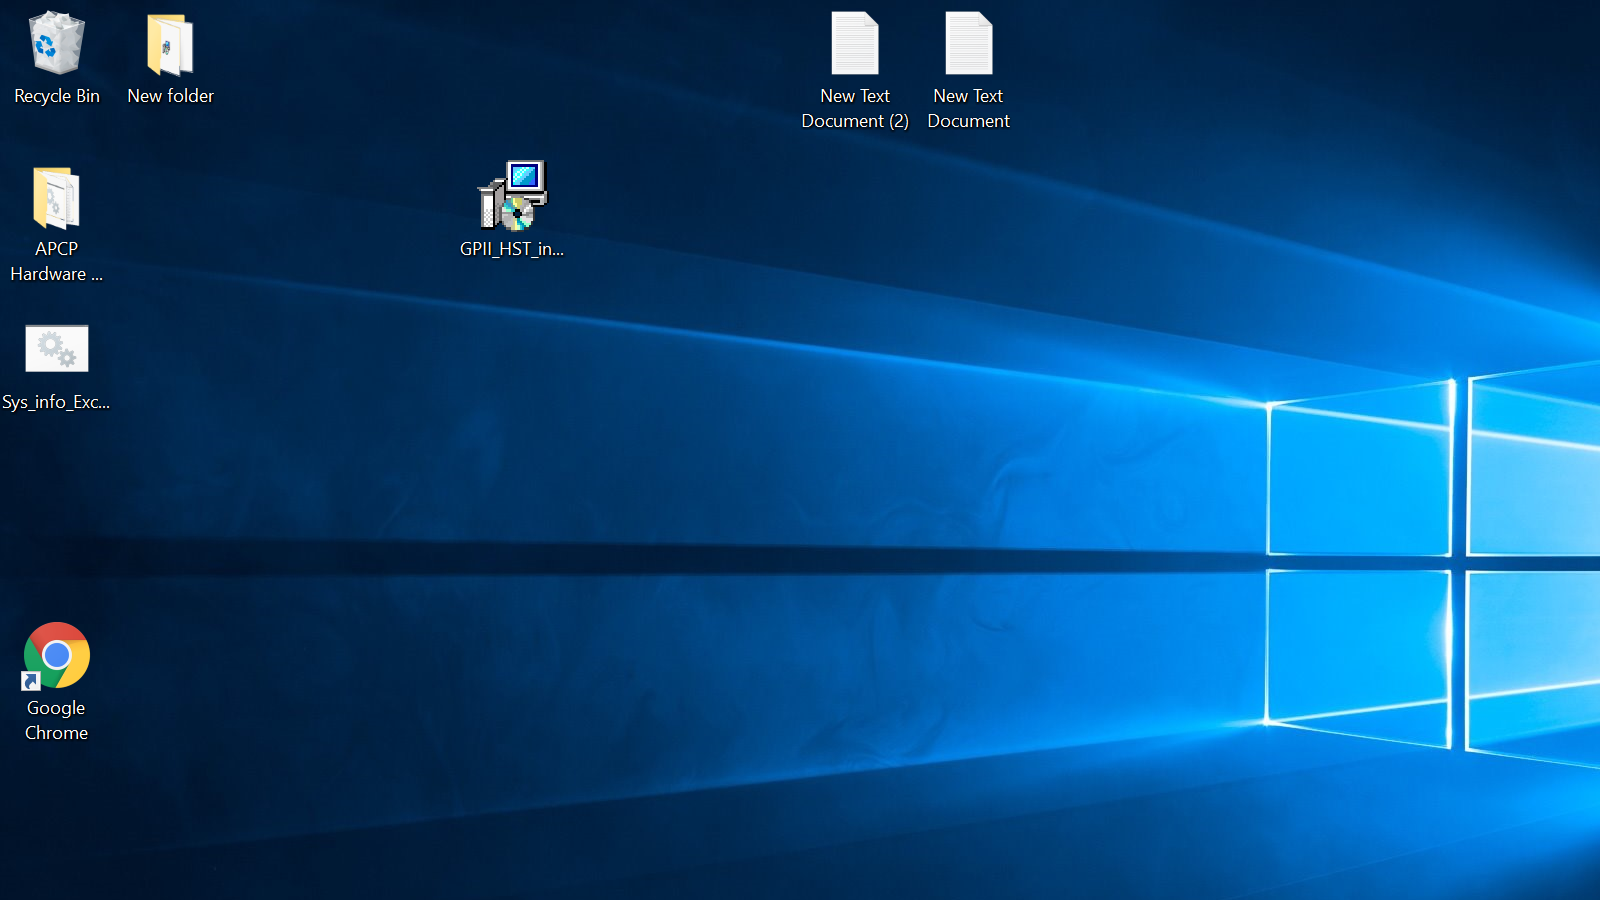 Recycle Bin
New folder
New Text
Document (2)
New Text
Document
APCP
Hardware ...
GPII_HST_in...
Sys_info_Exc...
Google
Chrome